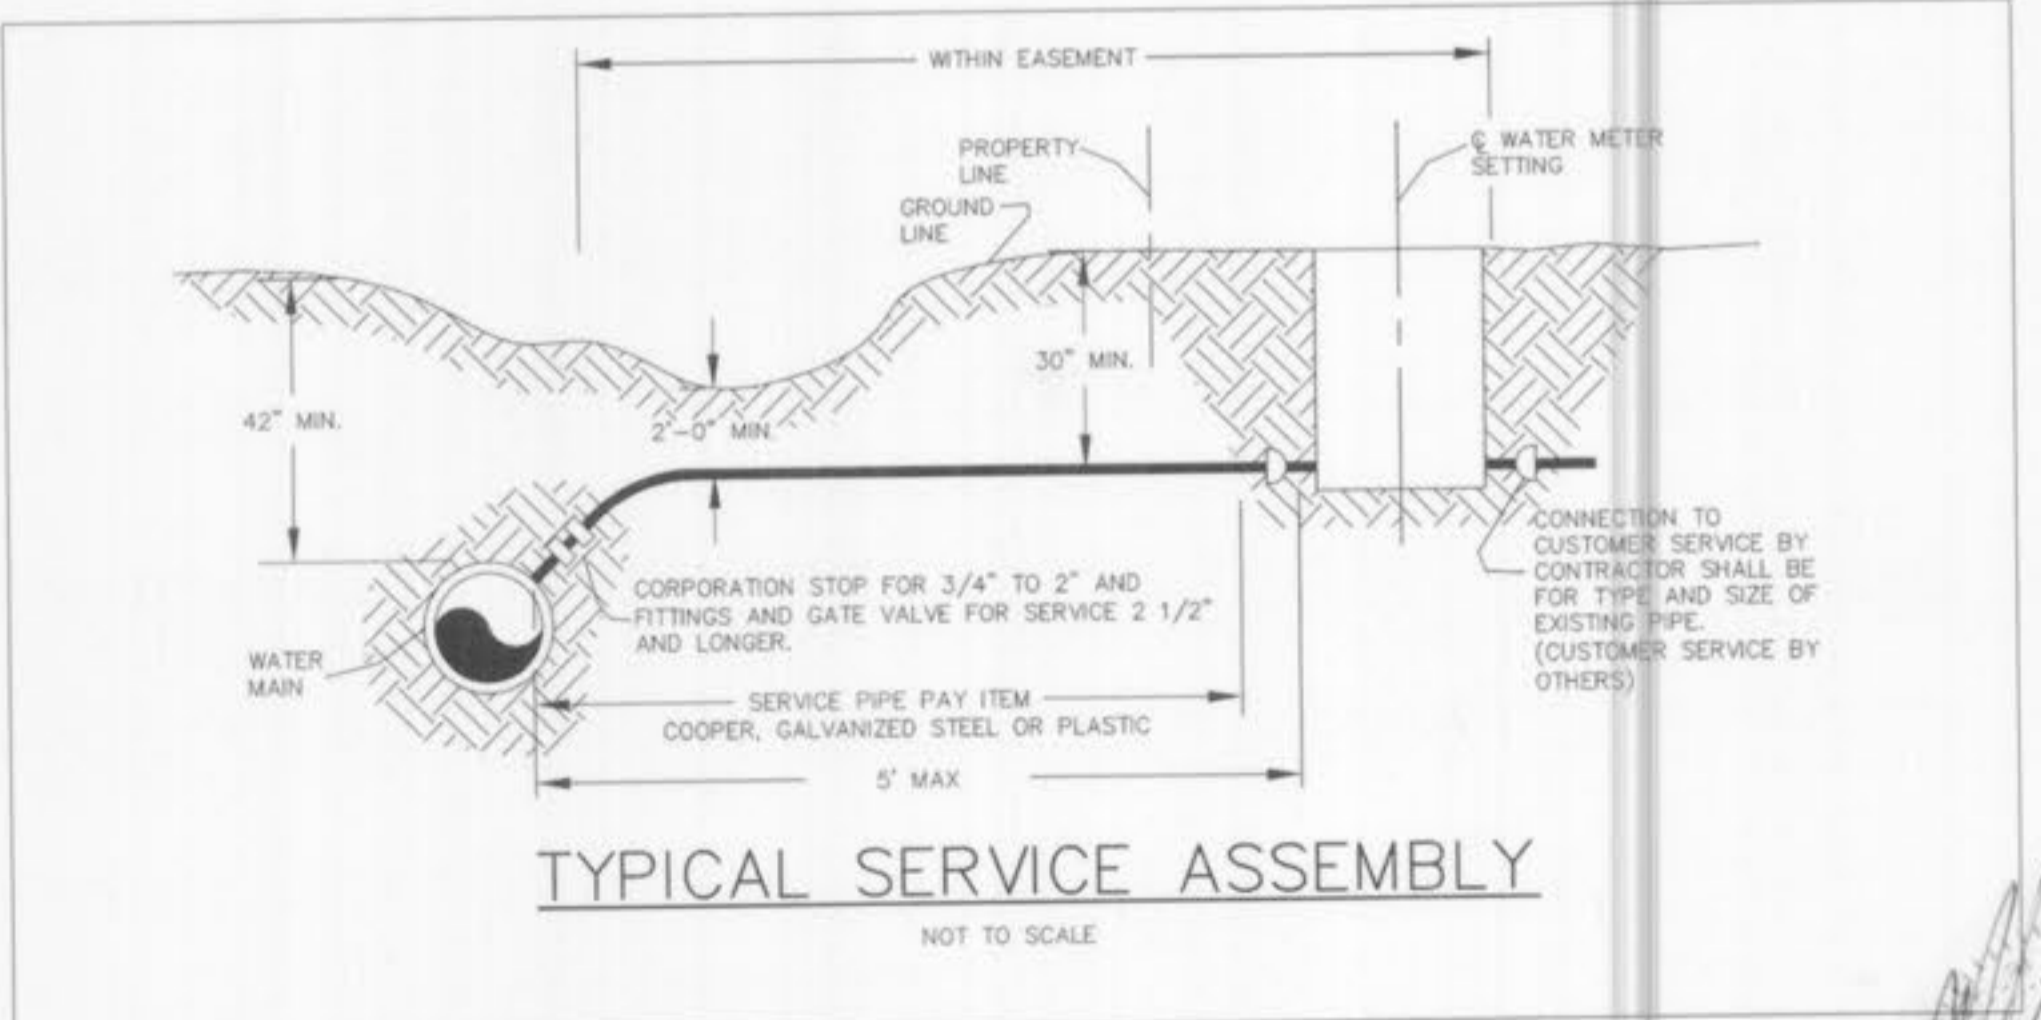 WITHIN EASEMENT
PROPERTY
LINE
℄ WATER METER
SETTING
GROUND
LINE
30" MIN.
42" MIN.
2'-0" MIN.
CORPORATION STOP FOR 3/4" TO 2" AND
FITTINGS AND GATE VALVE FOR SERVICE 2 1/2"
AND LONGER.
CONNECTION TO
CUSTOMER SERVICE BY
CONTRACTOR SHALL BE
FOR TYPE AND SIZE OF
EXISTING PIPE.
(CUSTOMER SERVICE BY
OTHERS)
WATER
MAIN
SERVICE PIPE PAY ITEM
COOPER, GALVANIZED STEEL OR PLASTIC
5' MAX
TYPICAL SERVICE ASSEMBLY
NOT TO SCALE